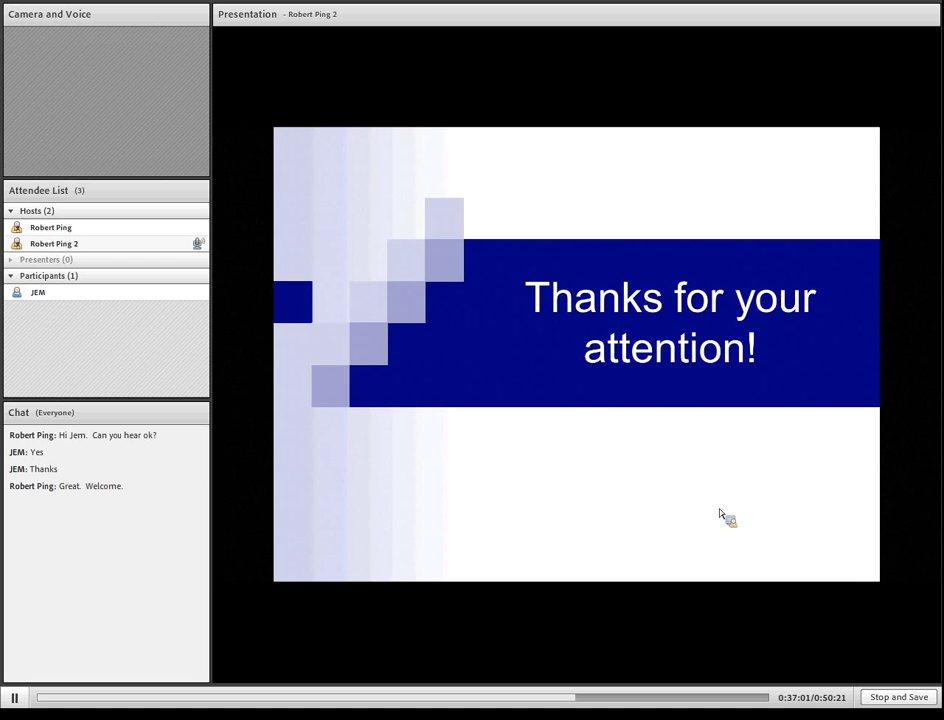 Camera and Voice
Presentation - Robert Ping 2
Attendee List (3)
Hosts (2)
Robert Ping
Robert Ping 2
Presenters (0)
Participants (1)
JEM
Chat (Everyone)
Robert Ping: Hi Jem. Can you hear ok?
JEM: Yes
JEM: Thanks
Robert Ping: Great. Welcome.
Thanks for your
attention!
0:37:01/0:50:21
Stop and Save